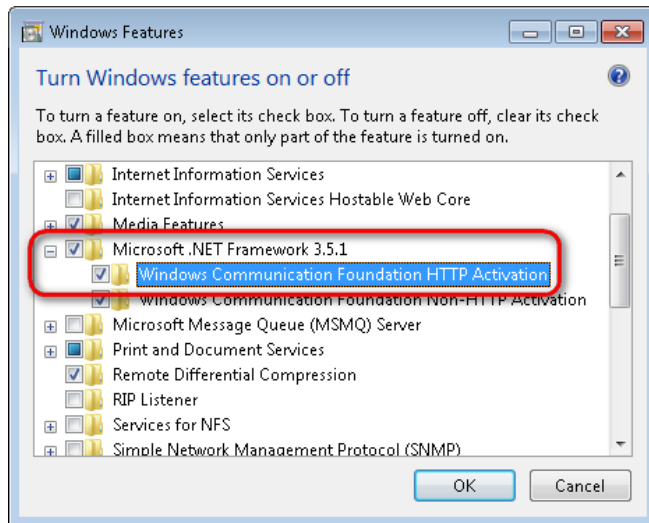 Windows Features
Turn Windows features on or off
To turn a feature on, select its check box. To turn a feature off, clear its check
box. A filled box means that only part of the feature is turned on.
Internet Information Services
Internet Information Services Hostable Web Core
Media Features
Microsoft .NET Framework 3.5.1
Windows Communication Foundation HTTP Activation
Windows Communication Foundation Non-HTTP Activation
Microsoft Message Queue (MSMQ) Server
Print and Document Services
Remote Differential Compression
RIP Listener
Services for NFS
Simple Network Management Protocol (SNMP)
OK Cancel